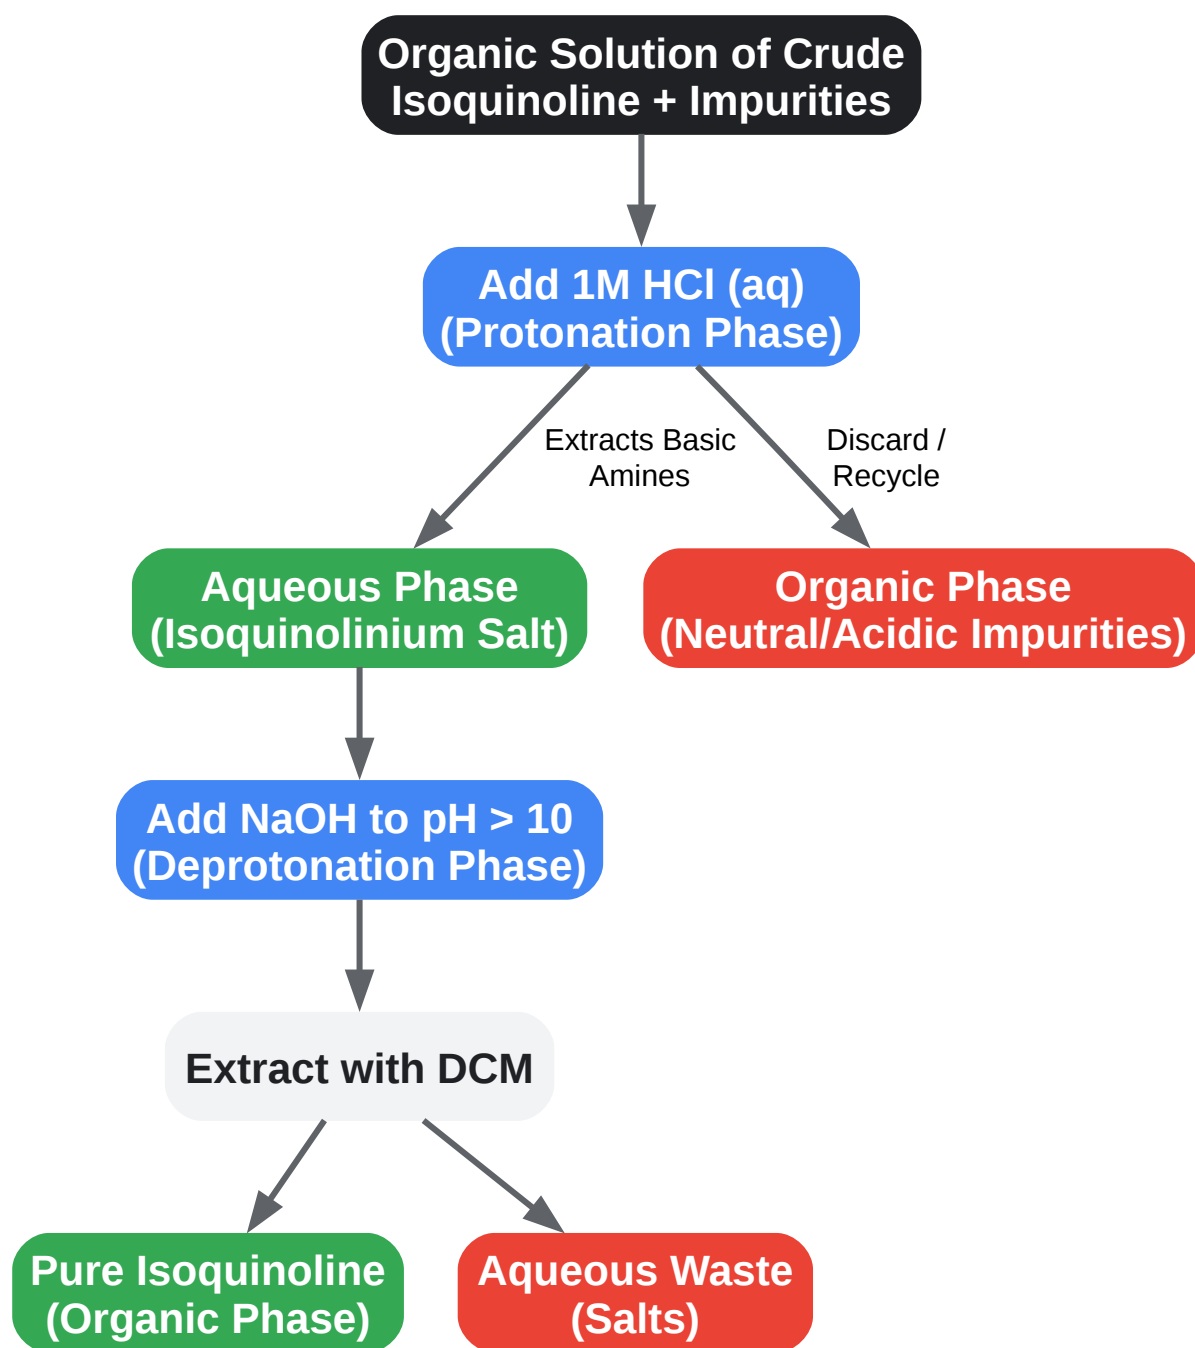 Organic Solution of Crude
Isoquinoline + Impurities
Add 1M HCl (aq)
(Protonation Phase)
Extracts Basic
Amines
Discard /
Recycle
Aqueous Phase
(Isoquinolinium Salt)
Organic Phase
(Neutral/Acidic Impurities)
Add NaOH to pH > 10
(Deprotonation Phase)
Extract with DCM
Pure Isoquinoline
(Organic Phase)
Aqueous Waste
(Salts)